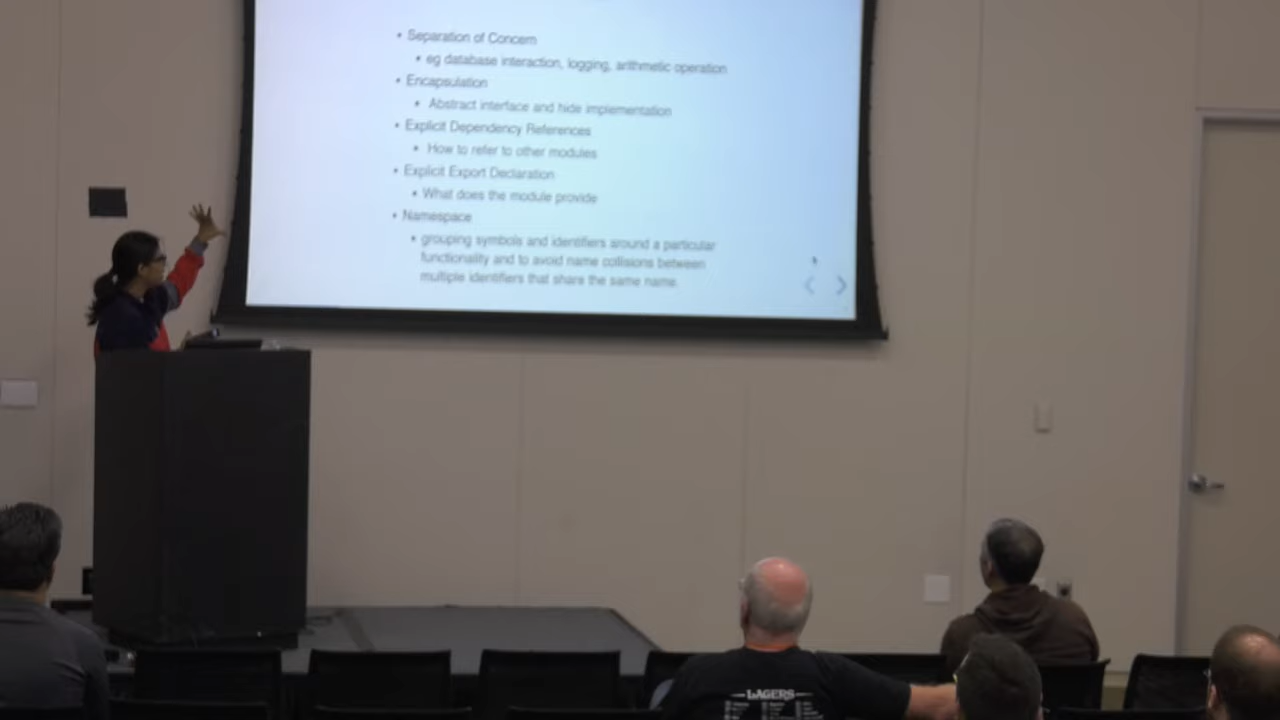 • Separation of Concern
• eg database interaction, logging, arithmetic operation
• Encapsulation
• Abstract interface and hide implementation
• Explicit Dependency References
• How to refer to other modules
• Explicit Export Declaration
• What does the module provide
• Namespace
• grouping symbols and identifiers around a particular
functionality and to avoid name collisions between
multiple identifiers that share the same name.
LAGERS